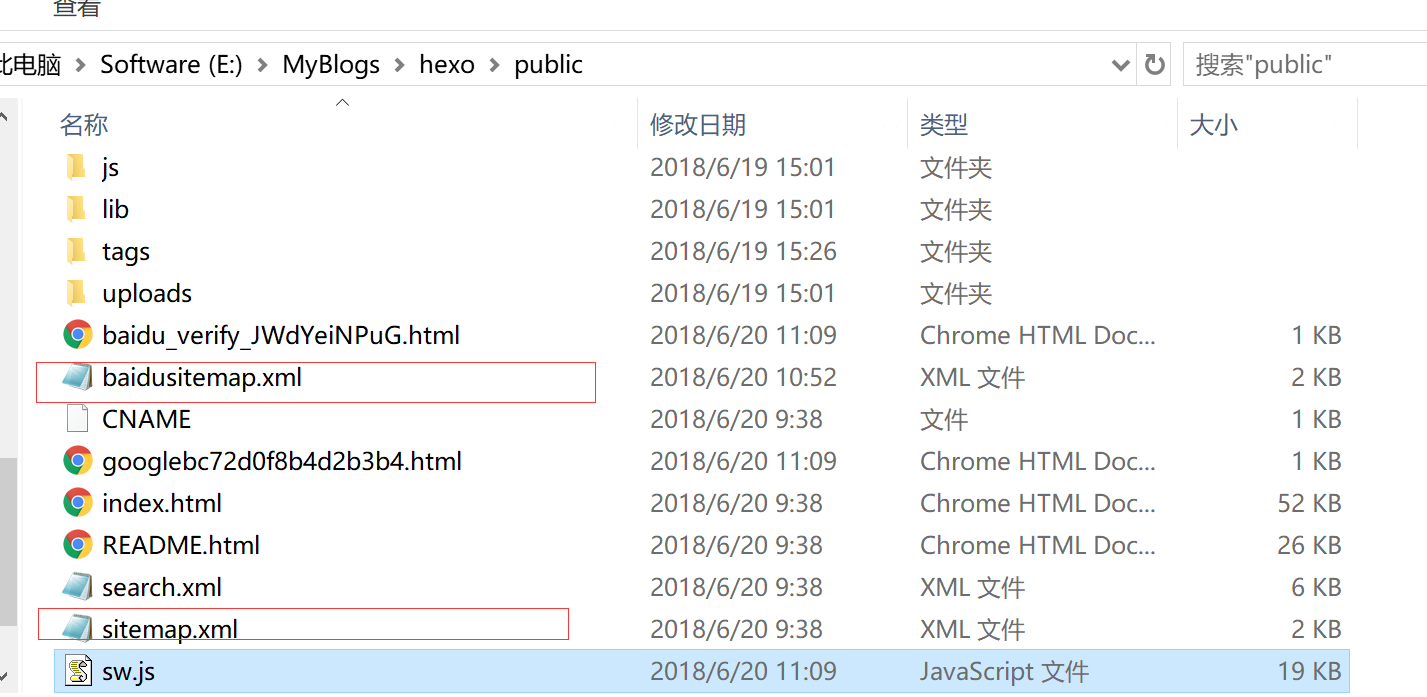 查看
此电脑 > Software (E:) > MyBlogs > hexo > public 搜索"public"
名称 修改日期 类型 大小
js 2018/6/19 15:01 文件夹
lib 2018/6/19 15:01 文件夹
tags 2018/6/19 15:26 文件夹
uploads 2018/6/19 15:01 文件夹
baidu_verify_JWdYeiNPuG.html 2018/6/20 11:09 Chrome HTML Doc... 1 KB
baidusitemap.xml 2018/6/20 10:52 XML 文件 2 KB
CNAME 2018/6/20 9:38 文件 1 KB
googlebc72d0f8b4d2b3b4.html 2018/6/20 11:09 Chrome HTML Doc... 1 KB
index.html 2018/6/20 9:38 Chrome HTML Doc... 52 KB
README.html 2018/6/20 9:38 Chrome HTML Doc... 26 KB
search.xml 2018/6/20 9:38 XML 文件 6 KB
sitemap.xml 2018/6/20 9:38 XML 文件 2 KB
sw.js 2018/6/20 11:09 JavaScript 文件 19 KB